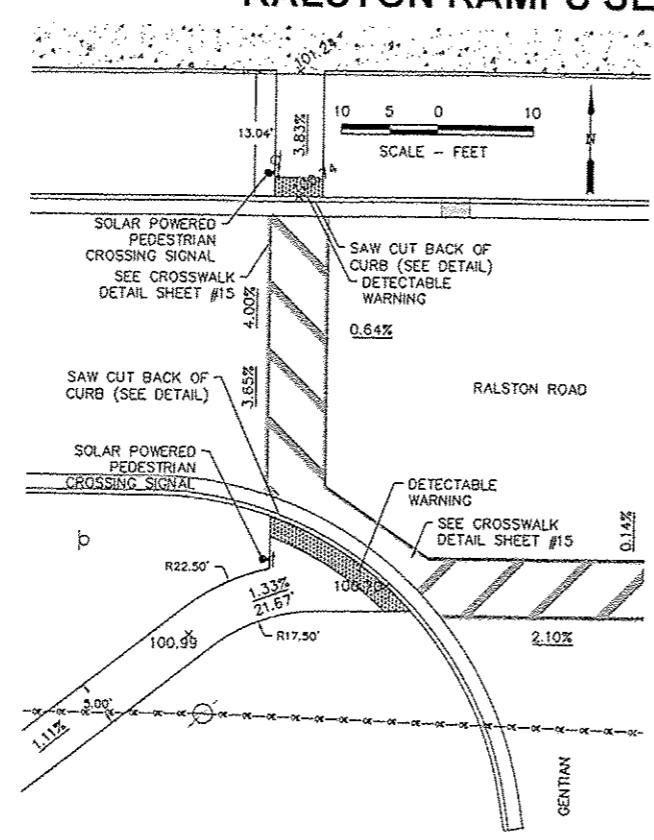 101.24
13.04'
3.83%
10 5 0 10
SCALE - FEET
N
SOLAR POWERED
PEDESTRIAN
CROSSING SIGNAL
SEE CROSSWALK
DETAIL SHEET #15
SAW CUT BACK OF
CURB (SEE DETAIL)
DETECTABLE
WARNING
4.00%
0.64%
3.65%
RALSTON ROAD
SAW CUT BACK OF
CURB (SEE DETAIL)
SOLAR POWERED
PEDESTRIAN
CROSSING SIGNAL
DETECTABLE
WARNING
SEE CROSSWALK
DETAIL SHEET #15
0.14%
R22.50'
1.33%
21.67'
R17.50'
2.10%
100.99
5.00'
1.11%
GENTIAN